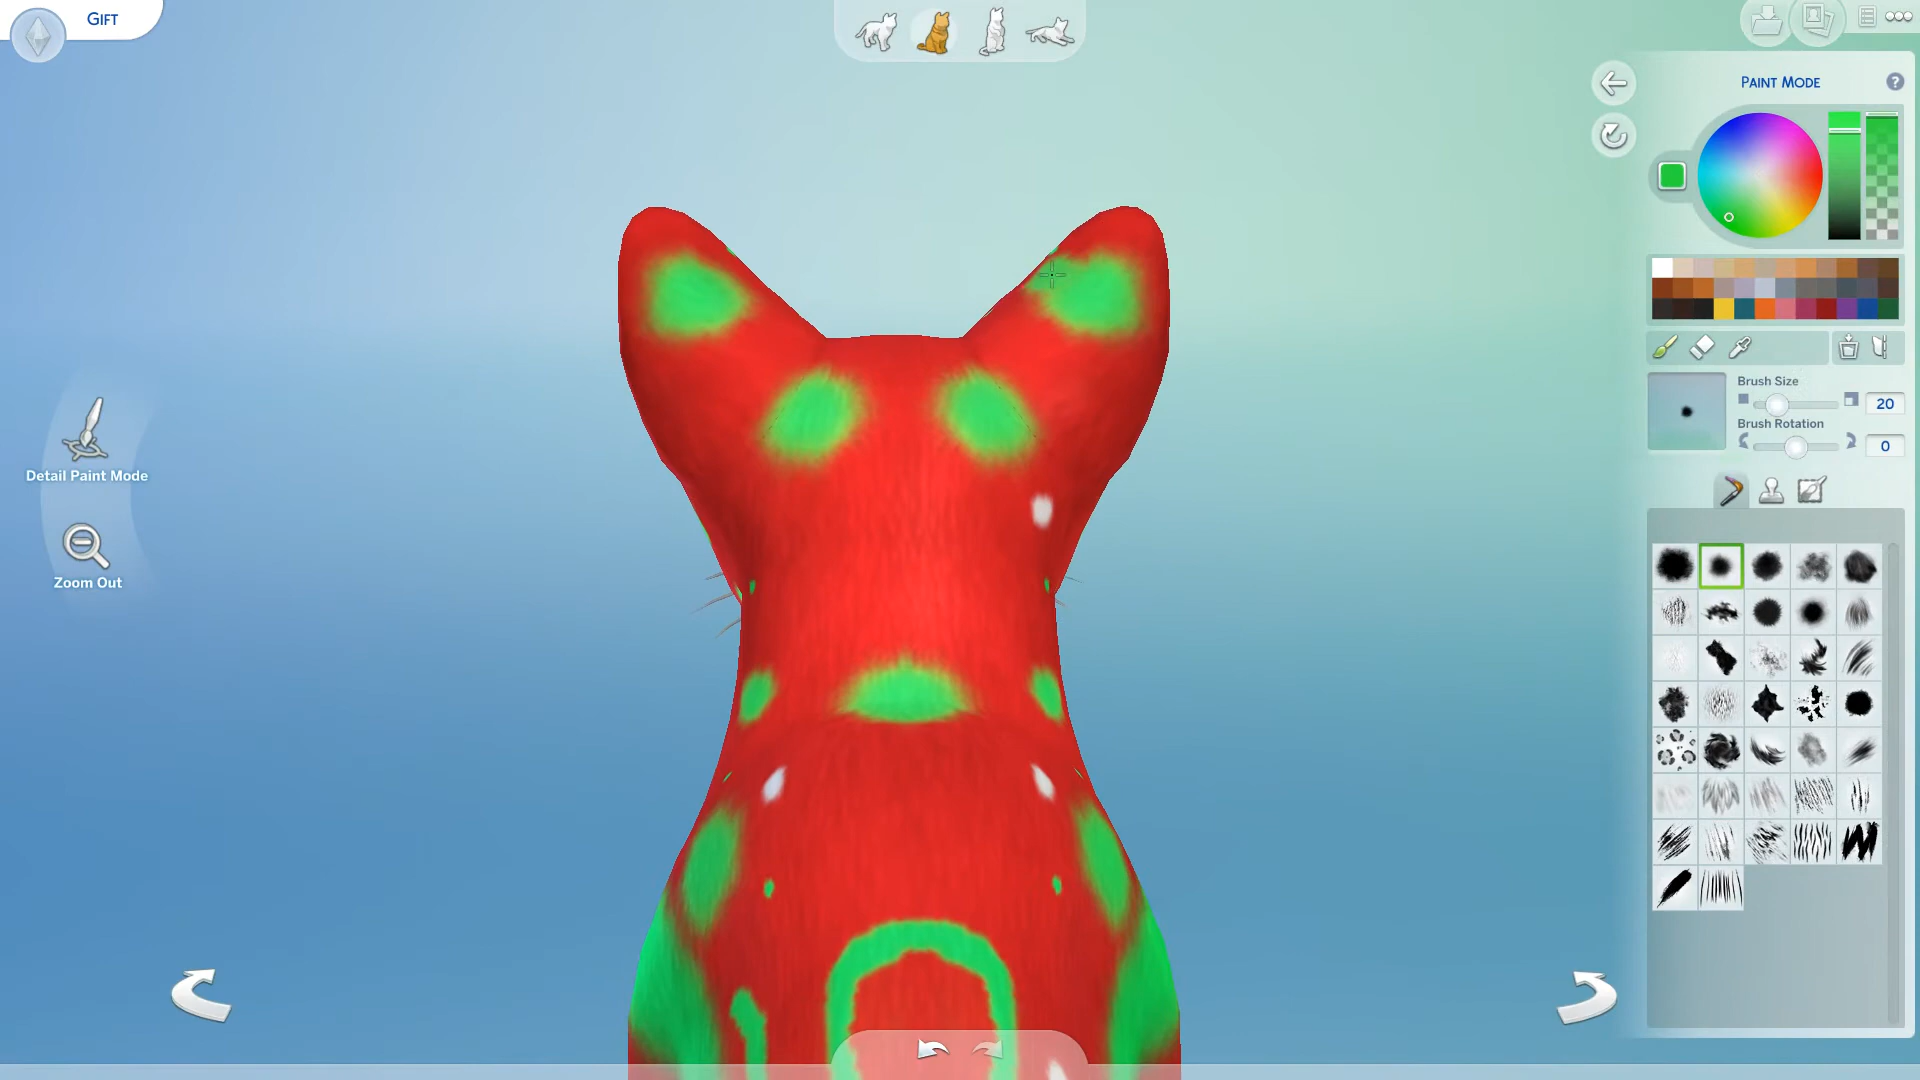 GIFT
PAINT MODE
?
Brush Size
20
Brush Rotation
0
Detail Paint Mode
Zoom Out